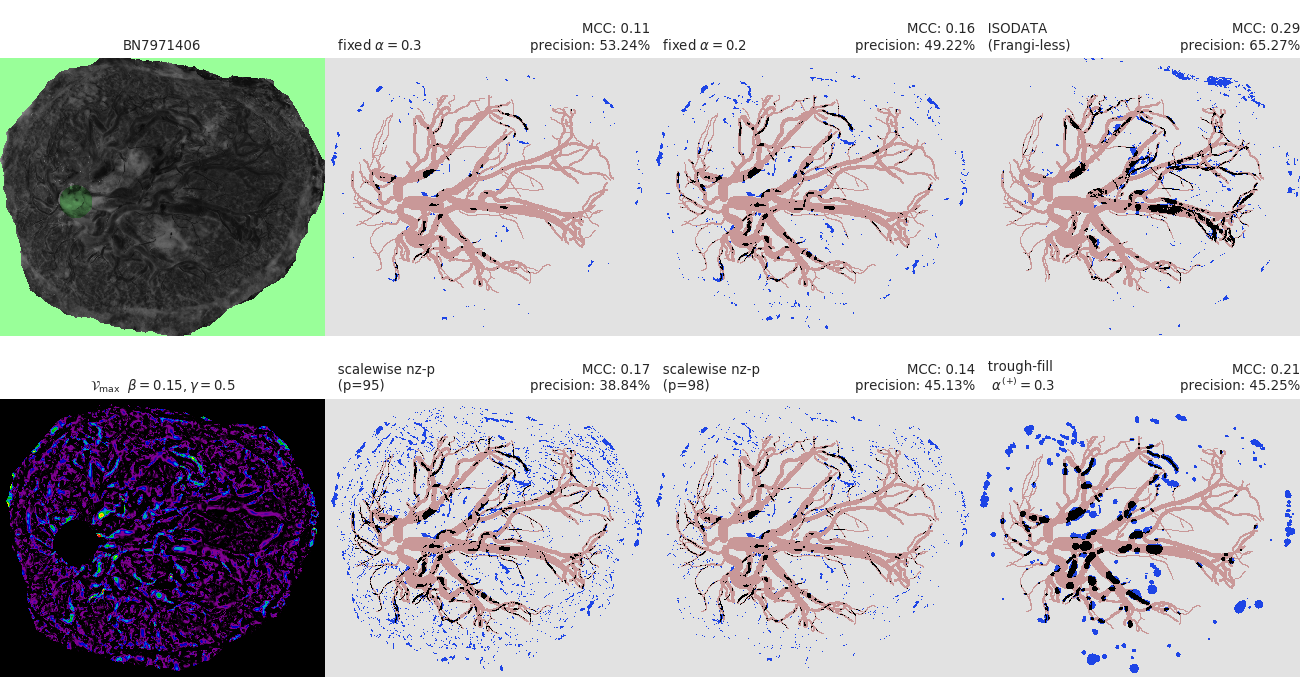 BN7971406
fixed α = 0.3
MCC: 0.11
precision: 53.24%
fixed α = 0.2
MCC: 0.16
precision: 49.22%
ISODATA
(Frangi-less)
MCC: 0.29
precision: 65.27%
𝒱max β = 0.15, γ = 0.5
scalewise nz-p
(p=95)
MCC: 0.17
precision: 38.84%
scalewise nz-p
(p=98)
MCC: 0.14
precision: 45.13%
trough-fill
α(+) = 0.3
MCC: 0.21
precision: 45.25%